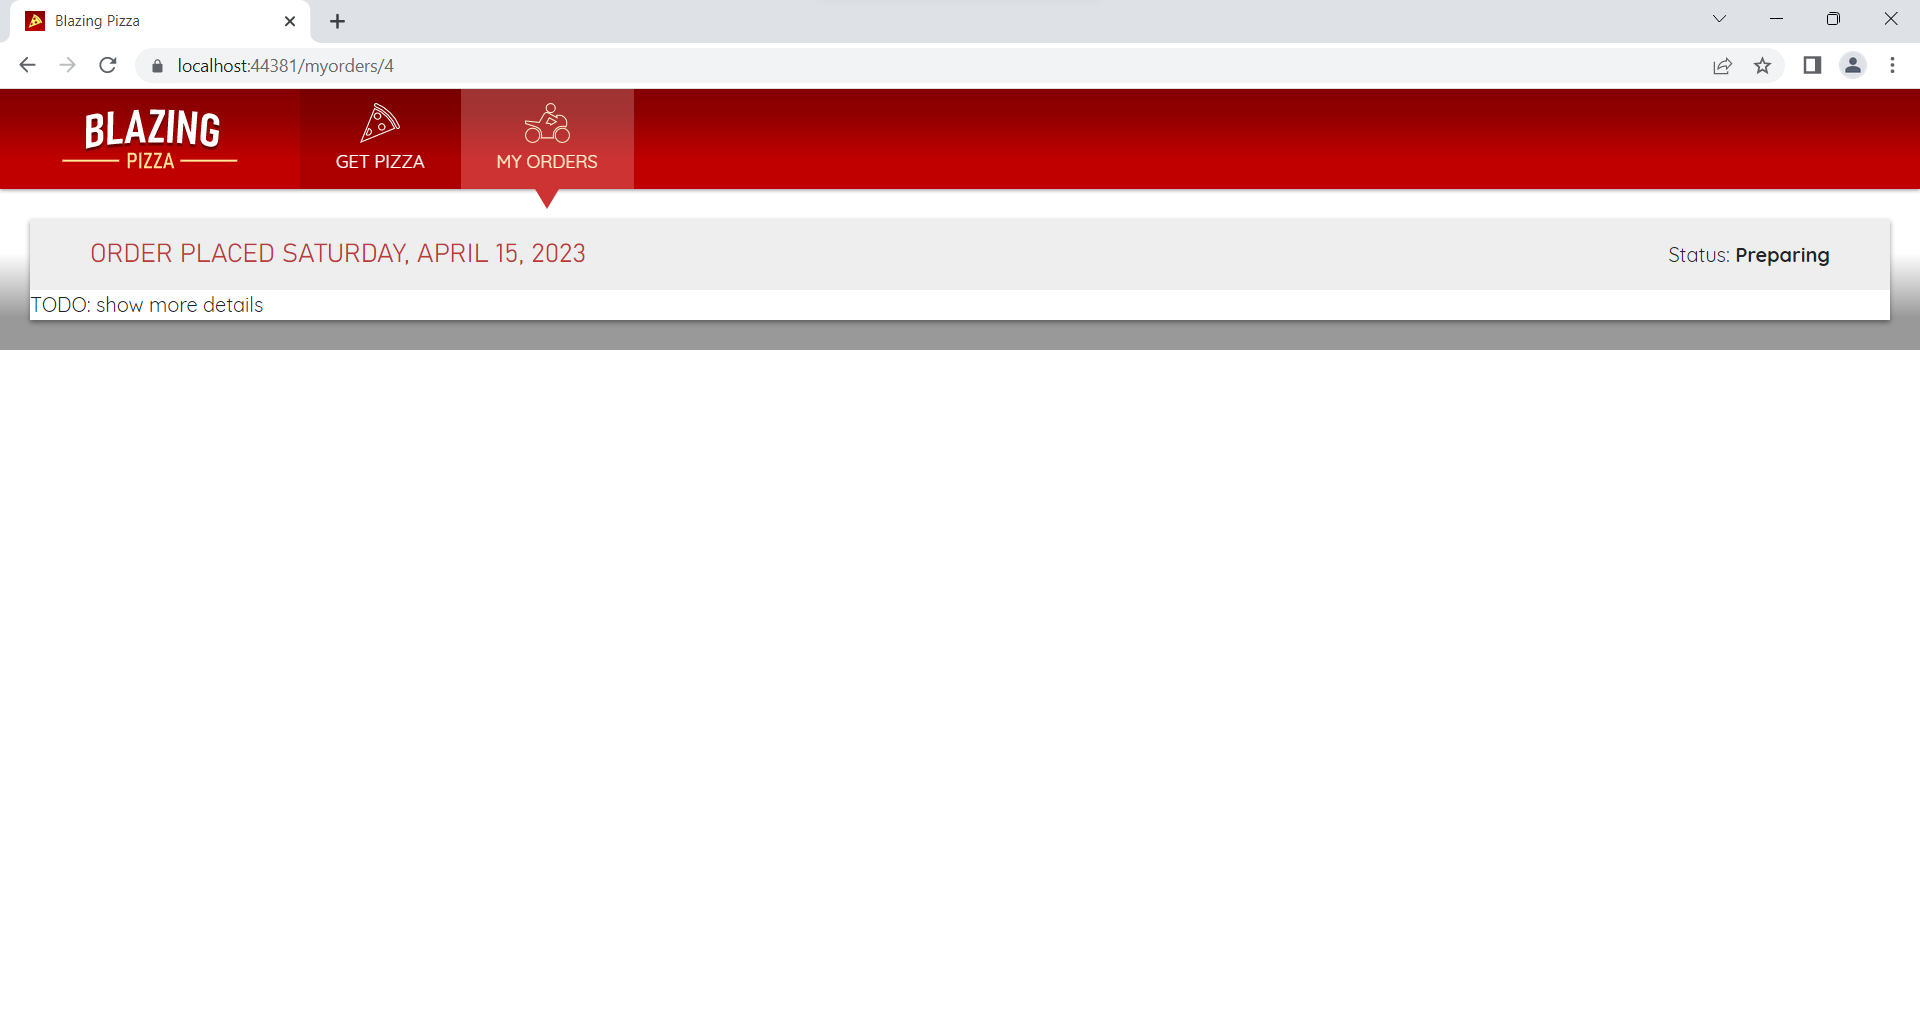 Blazing Pizza
localhost:44381/myorders/4
BLAZING
PIZZA
GET PIZZA
MY ORDERS
ORDER PLACED SATURDAY, APRIL 15, 2023
Status: Preparing
TODO: show more details